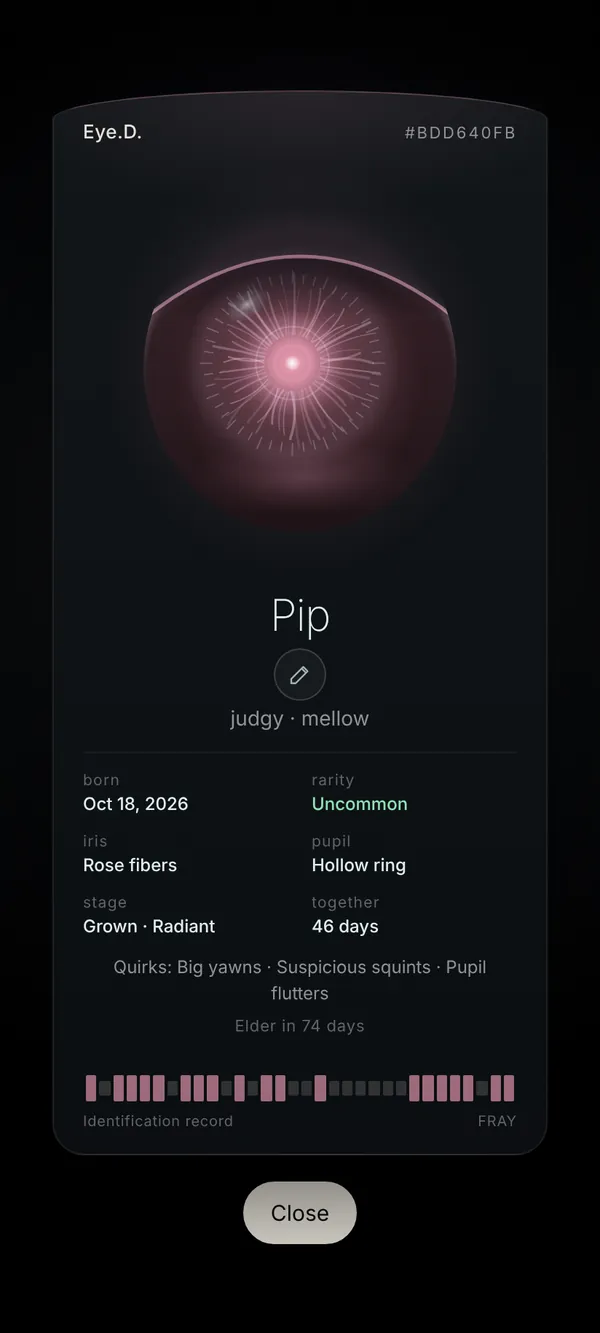 Eye.D.
#BDD640FB
Pip
judgy · mellow
born
rarity
Oct 18, 2026
Uncommon
iris
pupil
Rose fibers
Hollow ring
stage
together
Grown · Radiant
46 days
Quirks: Big yawns · Suspicious squints · Pupil
flutters
Elder in 74 days
Identification record
FRAY
Close